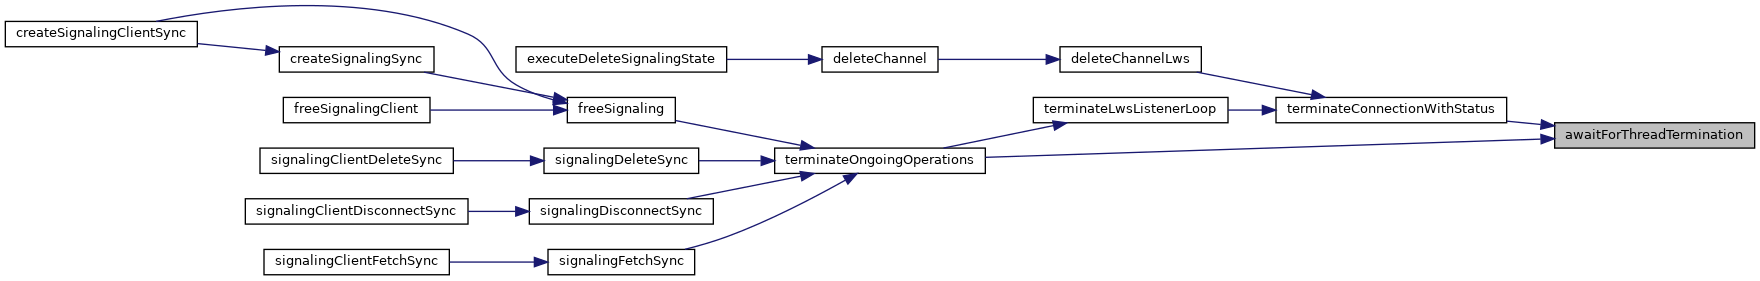 createSignalingClientSync
createSignalingSync
executeDeleteSignalingState
deleteChannel
deleteChannelLws
freeSignalingClient
freeSignaling
terminateLwsListenerLoop
terminateConnectionWithStatus
awaitForThreadTermination
signalingClientDeleteSync
signalingDeleteSync
terminateOngoingOperations
signalingClientDisconnectSync
signalingDisconnectSync
signalingClientFetchSync
signalingFetchSync